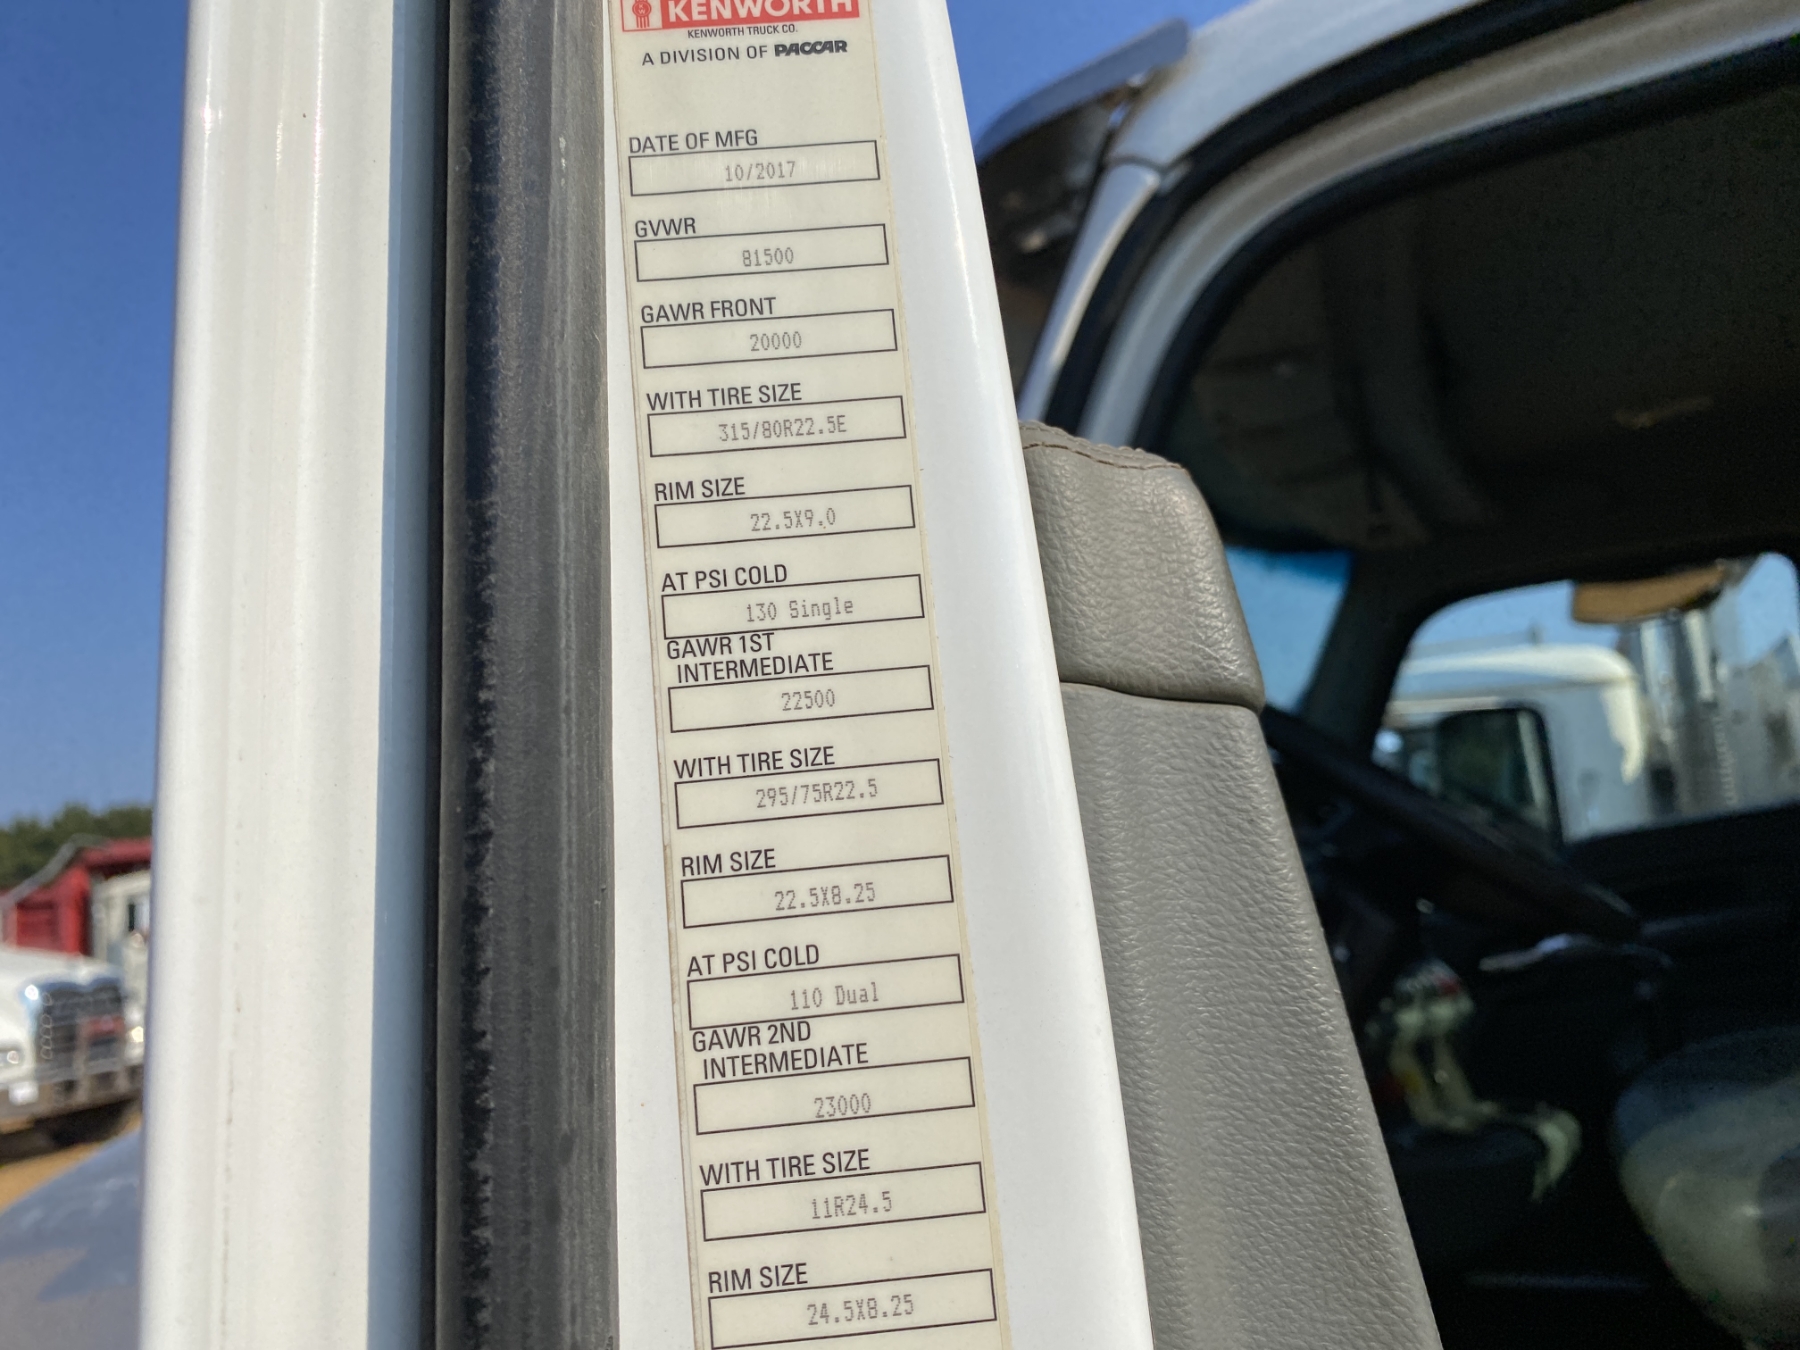 KENWORTH
KENWORTH TRUCK CO.
A DIVISION OF PACCAR
DATE OF MFG
10/2017
GVWR
81500
GAWR FRONT
20000
WITH TIRE SIZE
315/80R22.5E
RIM SIZE
22.5X9.0
AT PSI COLD
130 Single
GAWR 1ST
INTERMEDIATE
22500
WITH TIRE SIZE
295/75R22.5
RIM SIZE
22.5X8.25
AT PSI COLD
110 Dual
GAWR 2ND
INTERMEDIATE
23000
WITH TIRE SIZE
11R24.5
RIM SIZE
24.5X8.25